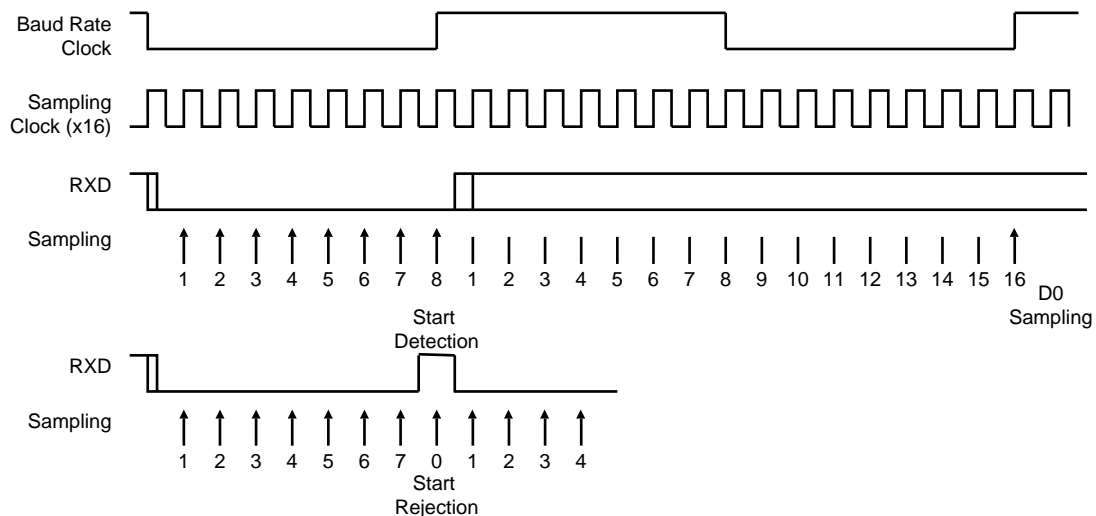 Baud Rate
Clock
Sampling
Clock (x16)
RXD
Sampling
1 2 3 4 5 6 7 8 1 2 3 4 5 6 7 8 9 10 11 12 13 14 15 16
D0
Sampling
Start
Detection
RXD
Sampling
1 2 3 4 5 6 7 0 1 2 3 4
Start
Rejection